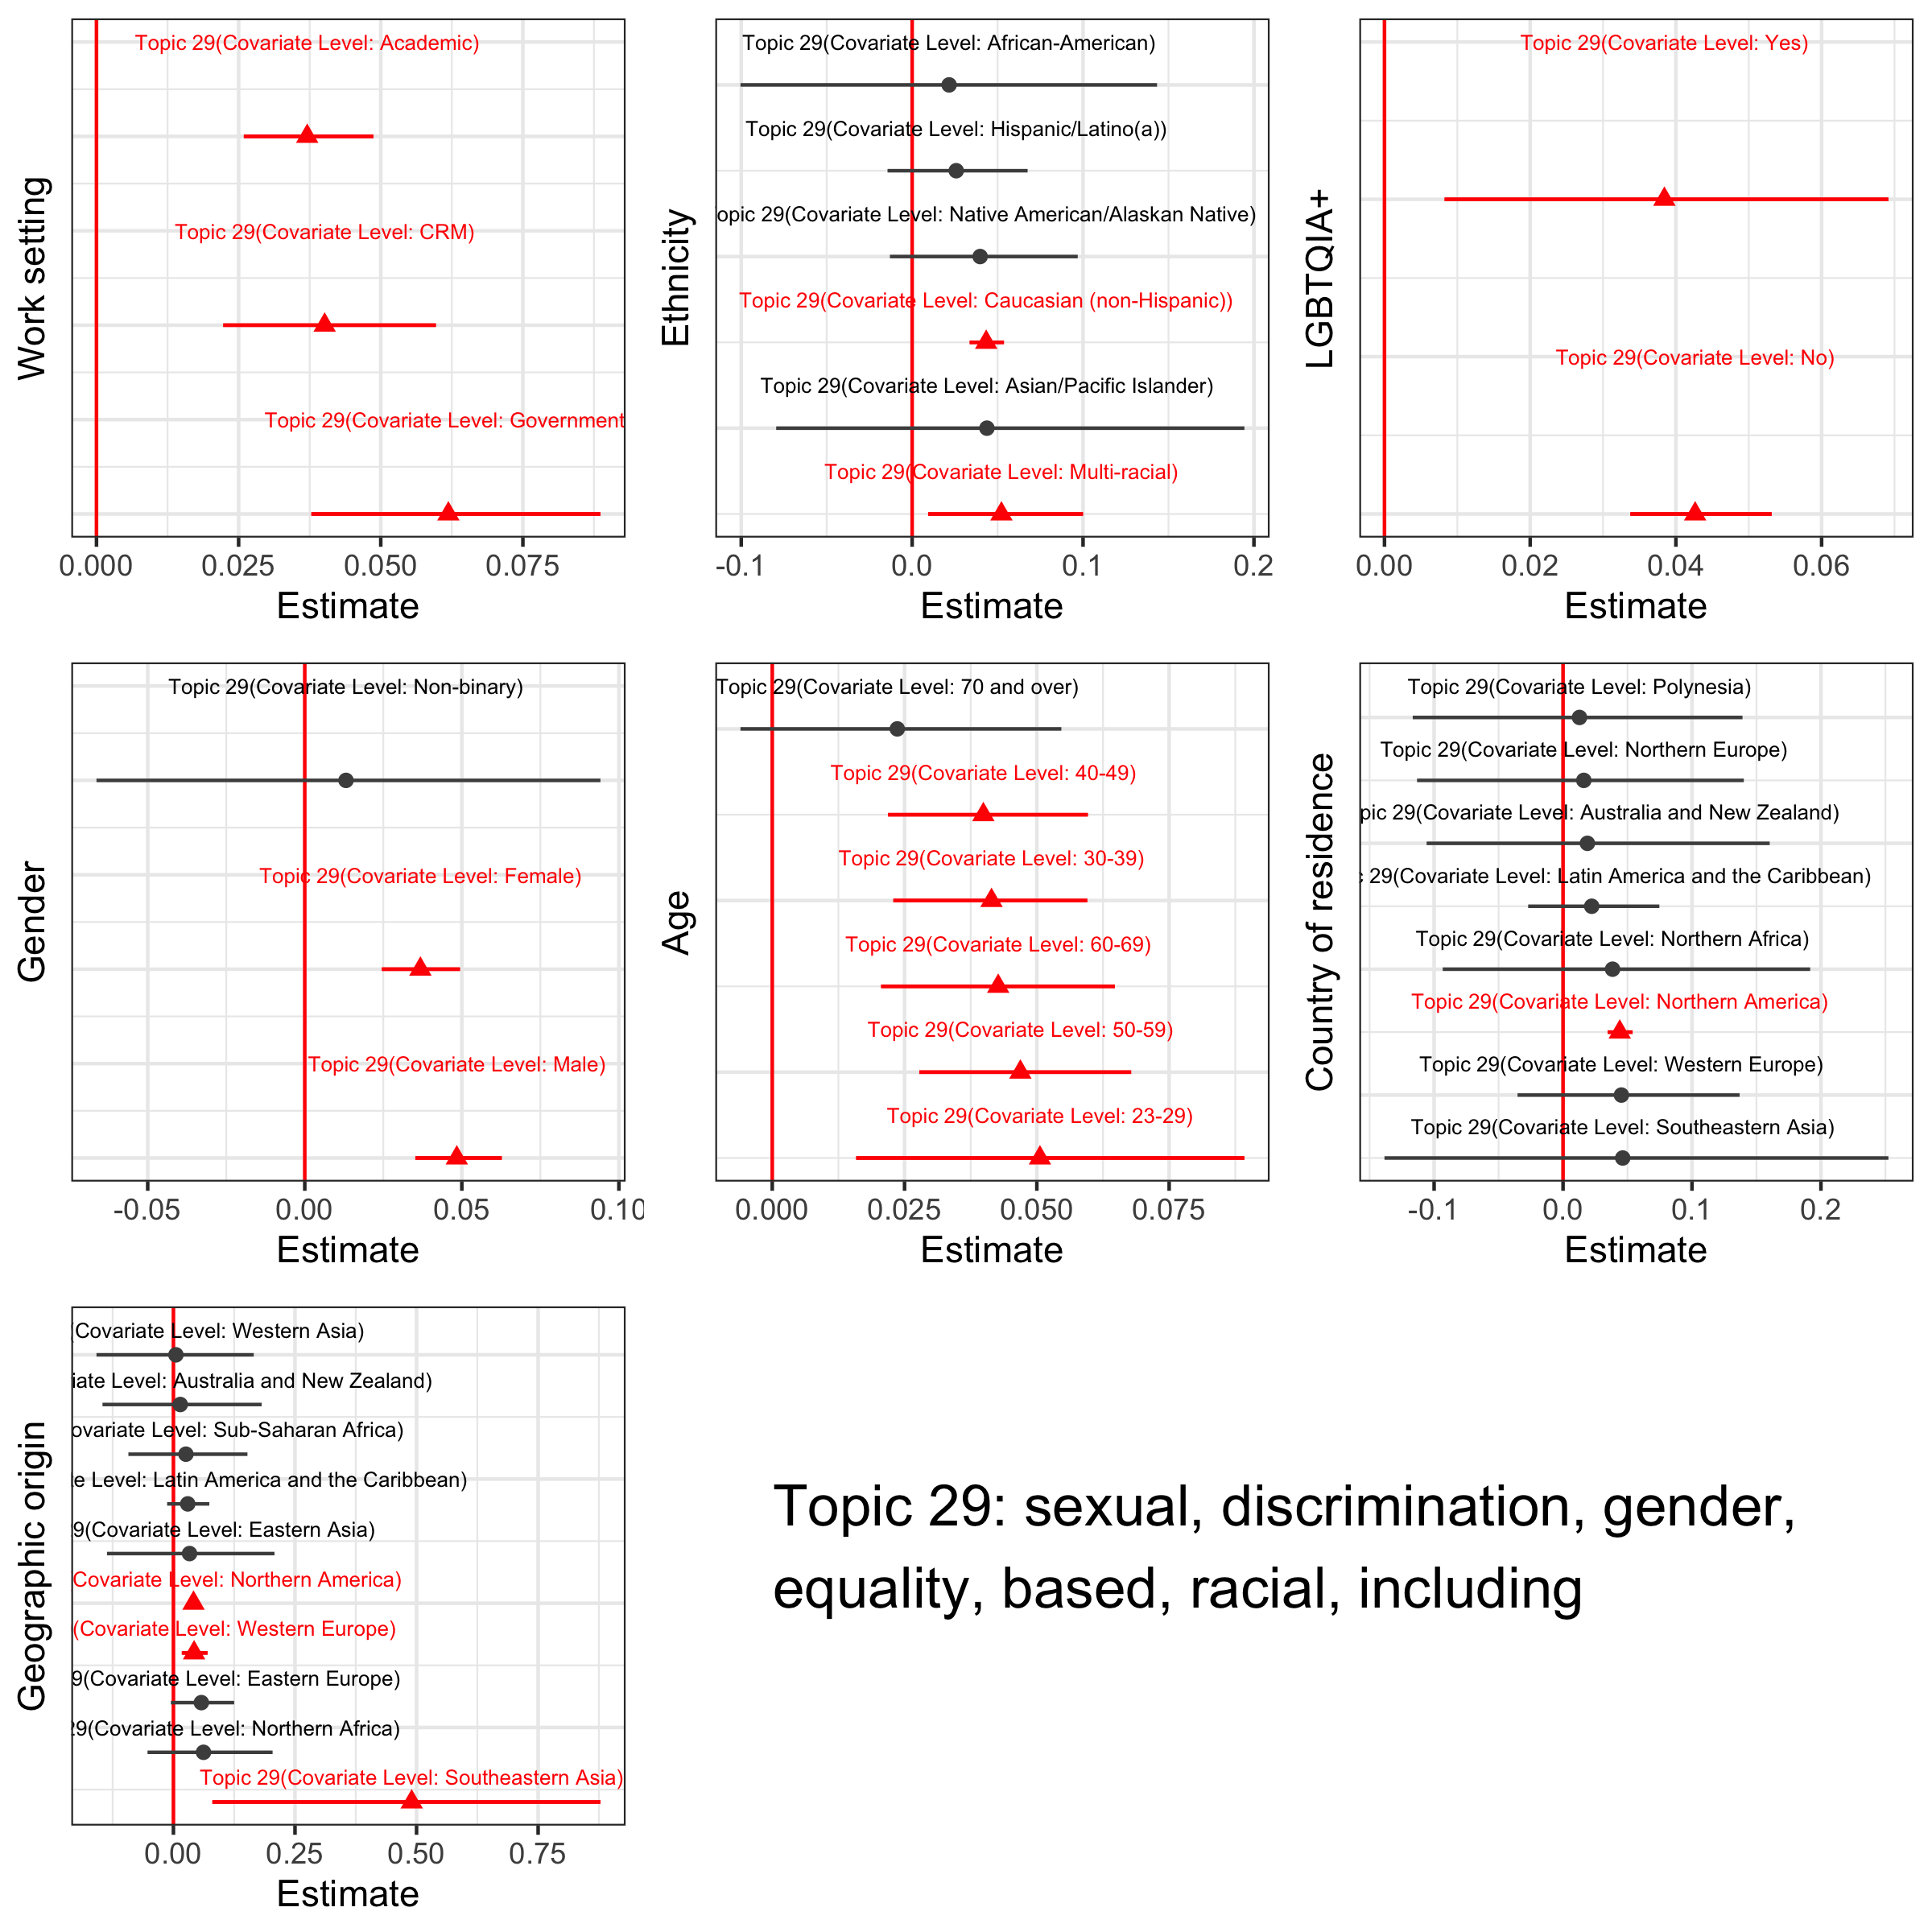 Work setting
Topic 29(Covariate Level: Academic)
Topic 29(Covariate Level: CRM)
Topic 29(Covariate Level: Government
0.000 0.025 0.050 0.075
Estimate
Ethnicity
Topic 29(Covariate Level: African-American)
Topic 29(Covariate Level: Hispanic/Latino(a))
opic 29(Covariate Level: Native American/Alaskan Native)
Topic 29(Covariate Level: Caucasian (non-Hispanic))
Topic 29(Covariate Level: Asian/Pacific Islander)
Topic 29(Covariate Level: Multi-racial)
-0.1 0.0 0.1 0.2
Estimate
LGBTQIA+
Topic 29(Covariate Level: Yes)
Topic 29(Covariate Level: No)
0.00 0.02 0.04 0.06
Estimate
Gender
Topic 29(Covariate Level: Non-binary)
Topic 29(Covariate Level: Female)
Topic 29(Covariate Level: Male)
-0.05 0.00 0.05 0.10
Estimate
Age
Topic 29(Covariate Level: 70 and over)
Topic 29(Covariate Level: 40-49)
Topic 29(Covariate Level: 30-39)
Topic 29(Covariate Level: 60-69)
Topic 29(Covariate Level: 50-59)
Topic 29(Covariate Level: 23-29)
0.000 0.025 0.050 0.075
Estimate
Country of residence
Topic 29(Covariate Level: Polynesia)
Topic 29(Covariate Level: Northern Europe)
pic 29(Covariate Level: Australia and New Zealand)
29(Covariate Level: Latin America and the Caribbean)
Topic 29(Covariate Level: Northern Africa)
Topic 29(Covariate Level: Northern America)
Topic 29(Covariate Level: Western Europe)
Topic 29(Covariate Level: Southeastern Asia)
-0.1 0.0 0.1 0.2
Estimate
Geographic origin
(Covariate Level: Western Asia)
iate Level: Australia and New Zealand)
ovariate Level: Sub-Saharan Africa)
e Level: Latin America and the Caribbean)
9(Covariate Level: Eastern Asia)
Covariate Level: Northern America)
(Covariate Level: Western Europe)
9(Covariate Level: Eastern Europe)
29(Covariate Level: Northern Africa)
Topic 29(Covariate Level: Southeastern Asia)
0.00 0.25 0.50 0.75
Estimate
Topic 29: sexual, discrimination, gender,
equality, based, racial, including